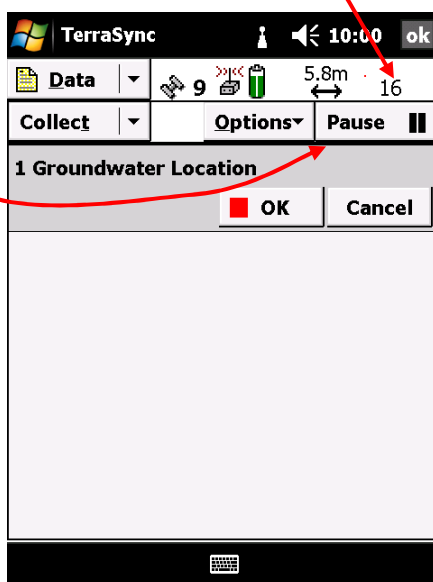 TerraSync 10:00 ok
Data 9 5.8m 16
Collect Options Pause
1 Groundwater Location
OK Cancel